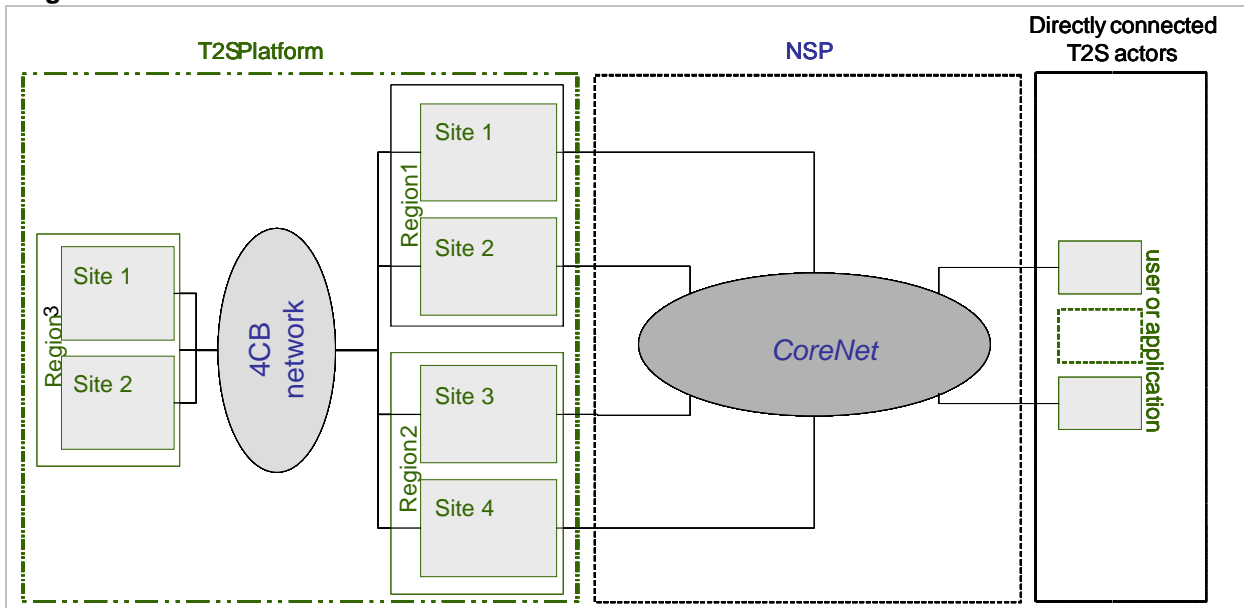 Directly connected
T2S actors
T2SPlatform
NSP
Site 1
Region1
Site 2
Site 1
Region3
Site 2
4CB
network
CoreNet
user or application
Site 3
Region2
Site 4